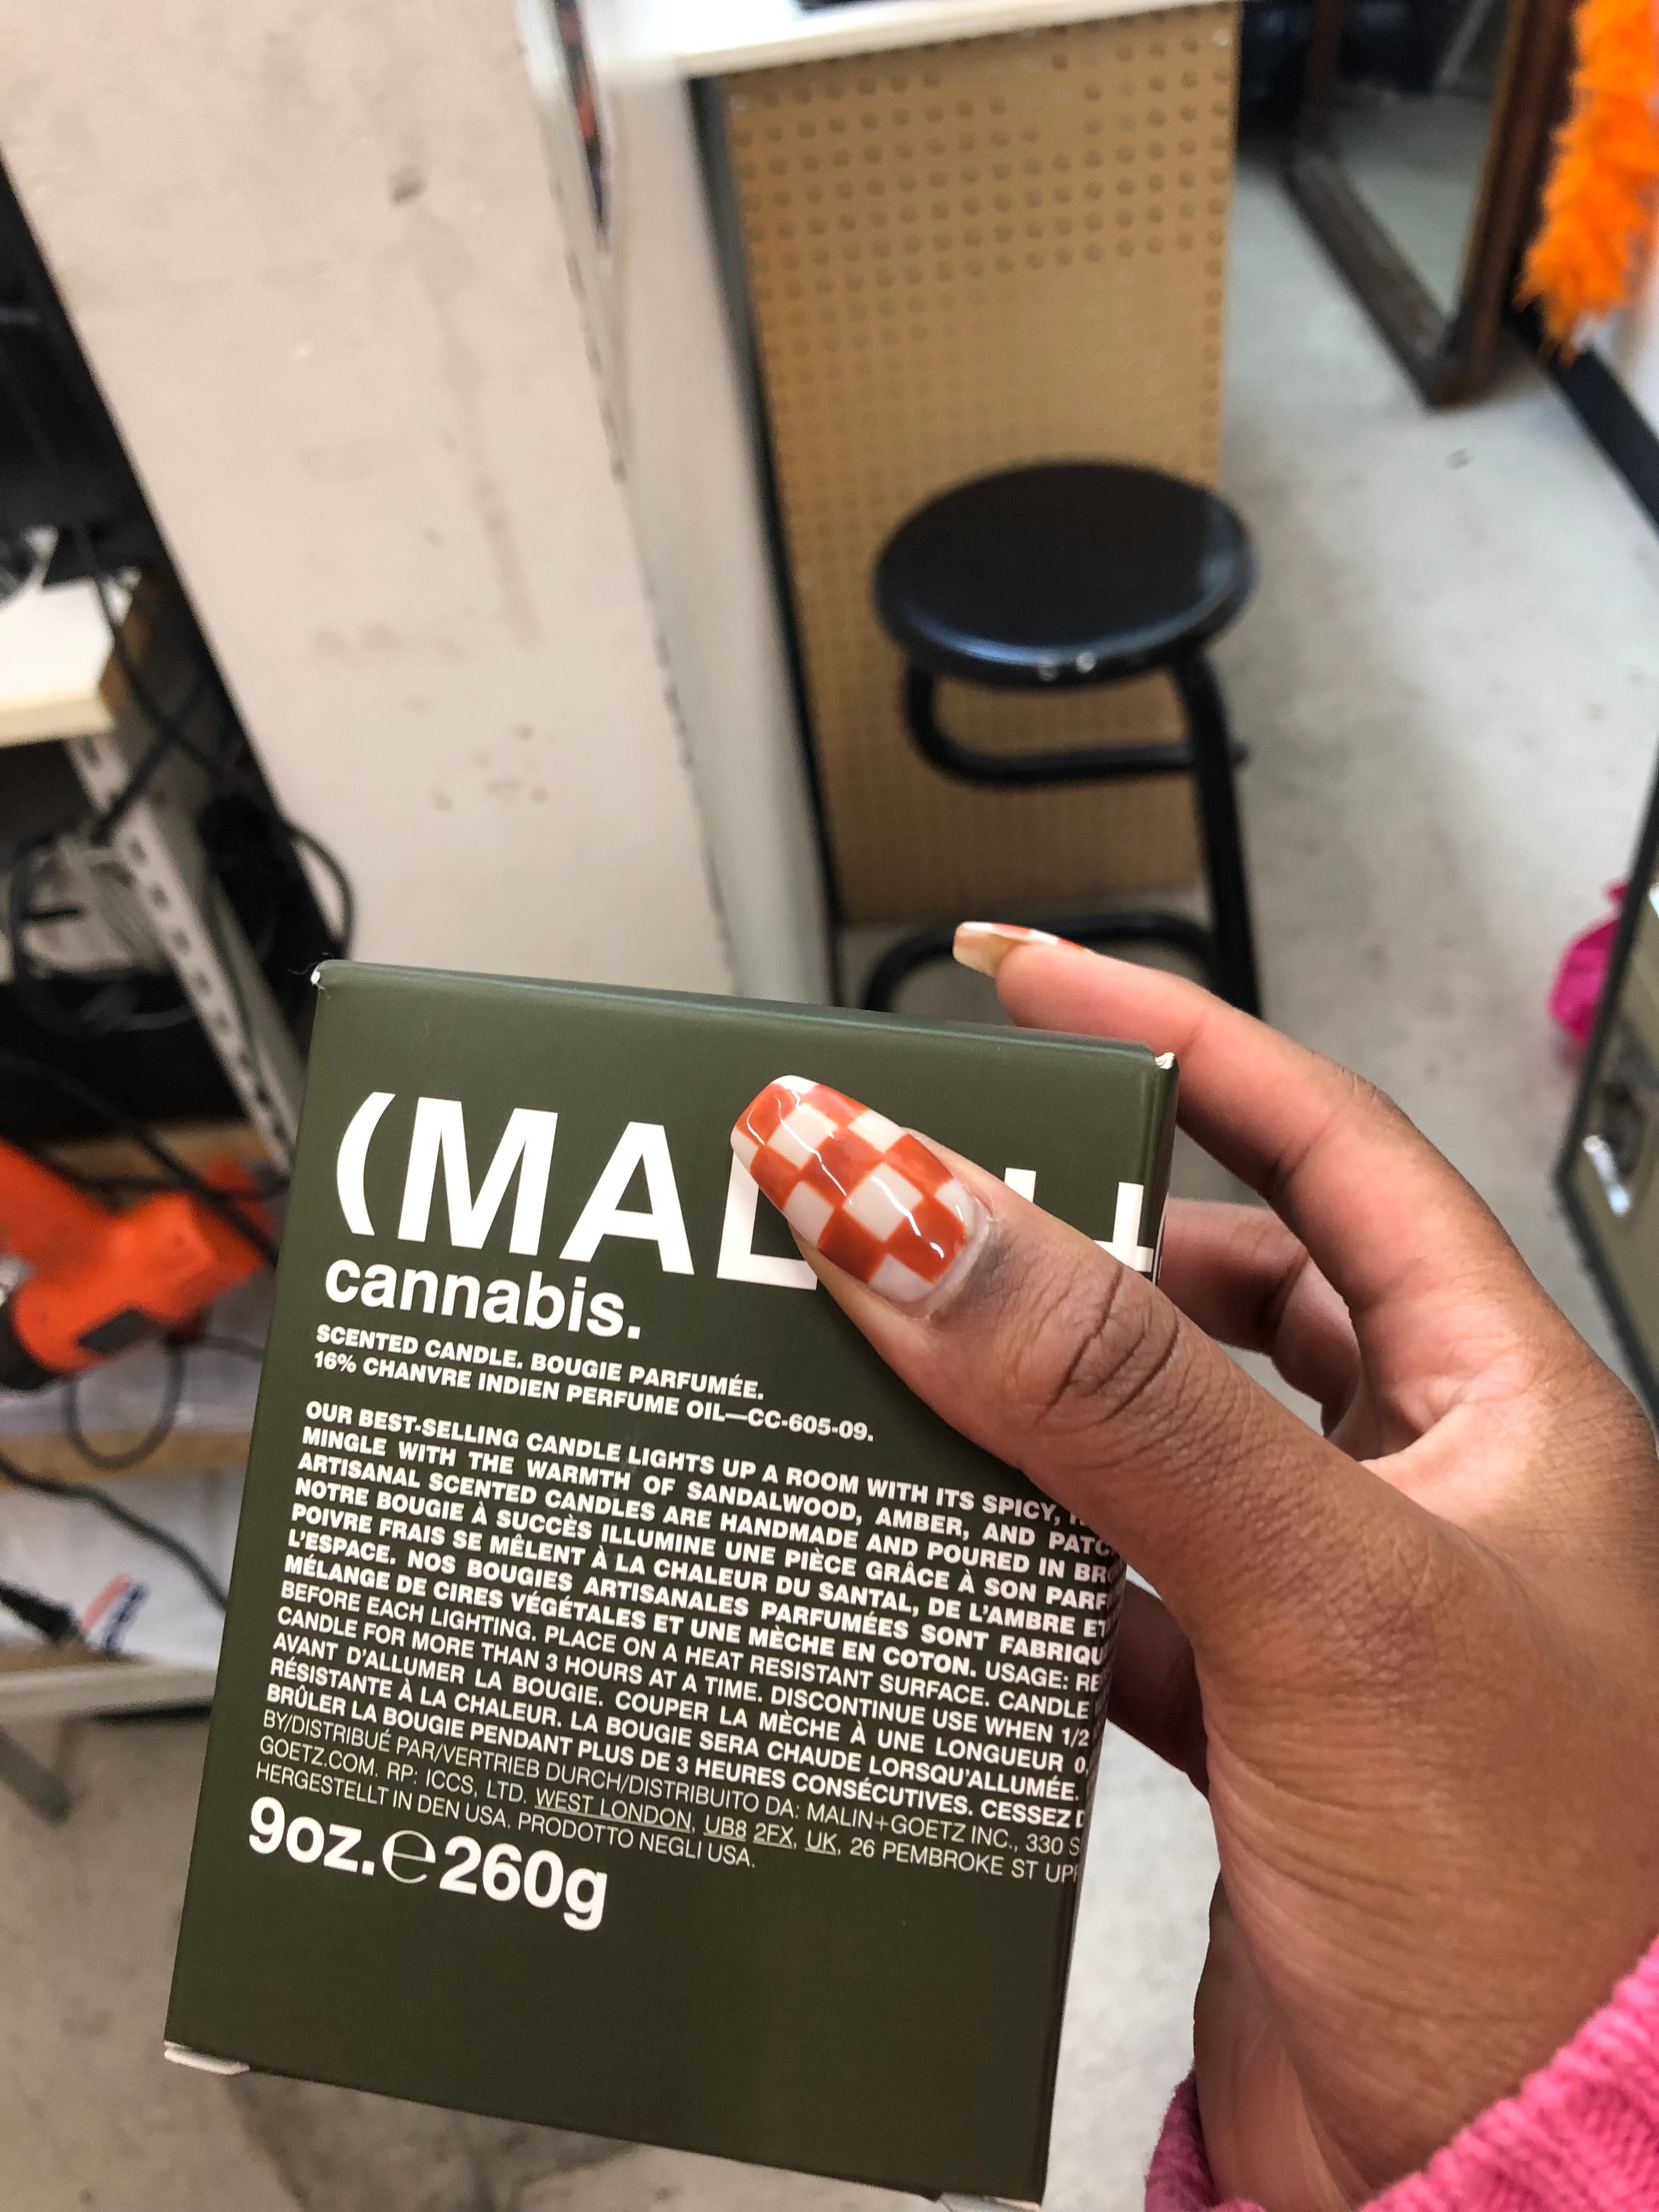 (MAL +
cannabis.
SCENTED CANDLE. BOUGIE PARFUMÉE.
16% CHANVRE INDIEN PERFUME OIL—CC-605-09.
OUR BEST-SELLING CANDLE LIGHTS UP A ROOM WITH ITS SPICY,
MINGLE WITH THE WARMTH OF SANDALWOOD, AMBER, AND PATC
ARTISANAL SCENTED CANDLES ARE HANDMADE AND POURED IN BR
NOTRE BOUGIE À SUCCÈS ILLUMINE UNE PIÈCE GRÂCE À SON PARF
POIVRE FRAIS SE MÊLENT À LA CHALEUR DU SANTAL, DE L'AMBRE ET
L'ESPACE. NOS BOUGIES ARTISANALES PARFUMÉES SONT FABRIQU
MÉLANGE DE CIRES VÉGÉTALES ET UNE MÈCHE EN COTON. USAGE: RE
BEFORE EACH LIGHTING. PLACE ON A HEAT RESISTANT SURFACE. CANDLE
CANDLE FOR MORE THAN 3 HOURS AT A TIME. DISCONTINUE USE WHEN 1/2
AVANT D'ALLUMER LA BOUGIE. COUPER LA MÈCHE À UNE LONGUEUR 0
RÉSISTANTE À LA CHALEUR. LA BOUGIE SERA CHAUDE LORSQU'ALLUMÉE.
BRÛLER LA BOUGIE PENDANT PLUS DE 3 HEURES CONSÉCUTIVES. CESSEZ D
BY/DISTRIBUÉ PAR/VERTRIEB DURCH/DISTRIBUITO DA: MALIN+GOETZ INC., 330 S
GOETZ.COM. RP: ICCS, LTD. WEST LONDON, UB8 2FX, UK, 26 PEMBROKE ST UPP
HERGESTELLT IN DEN USA. PRODOTTO NEGLI USA.
9oz.℮260g